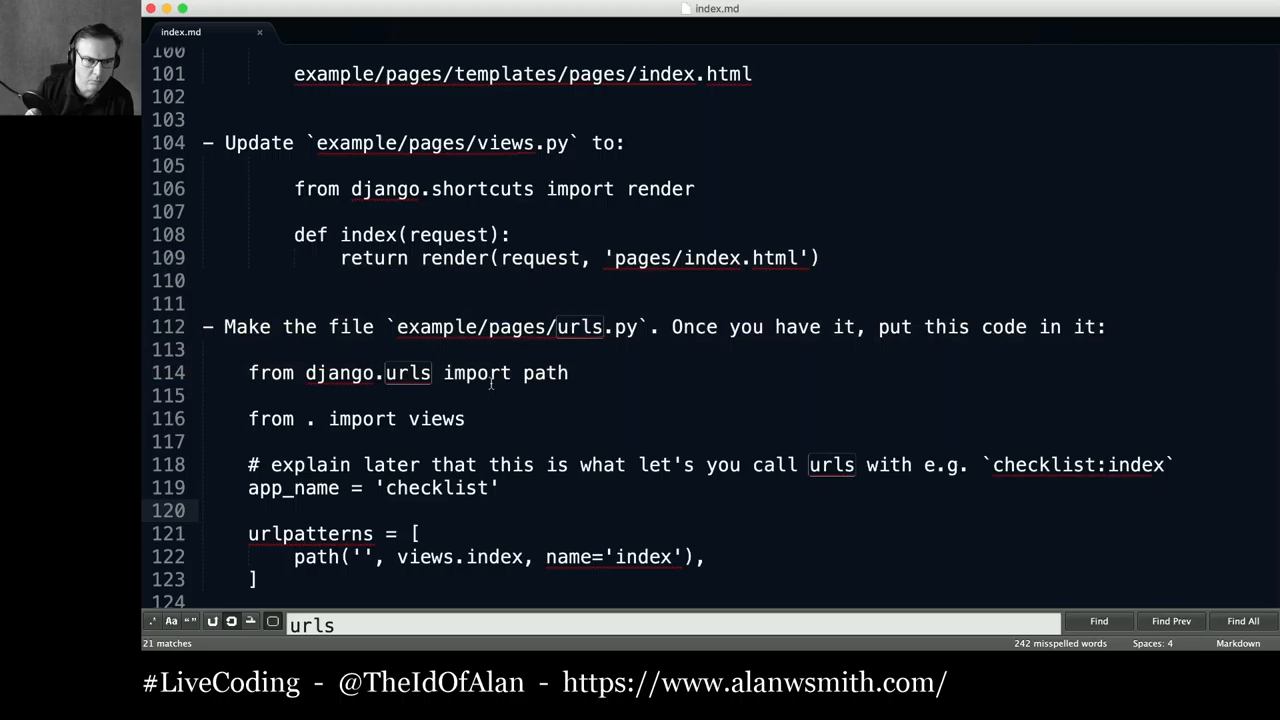 index.md
index.md ×
100
101 example/pages/templates/pages/index.html
102
103
104 - Update `example/pages/views.py` to:
105
106 from django.shortcuts import render
107
108 def index(request):
109 return render(request, 'pages/index.html')
110
111
112 - Make the file `example/pages/urls.py`. Once you have it, put this code in it:
113
114 from django.urls import path
115
116 from . import views
117
118 # explain later that this is what let's you call urls with e.g. `checklist:index`
119 app_name = 'checklist'
120
121 urlpatterns = [
122 path('', views.index, name='index'),
123 ]
124
.* Aa “” urls Find Find Prev Find All
21 matches 242 misspelled words Spaces: 4 Markdown
#LiveCoding - @TheIdOfAlan - https://www.alanwsmith.com/